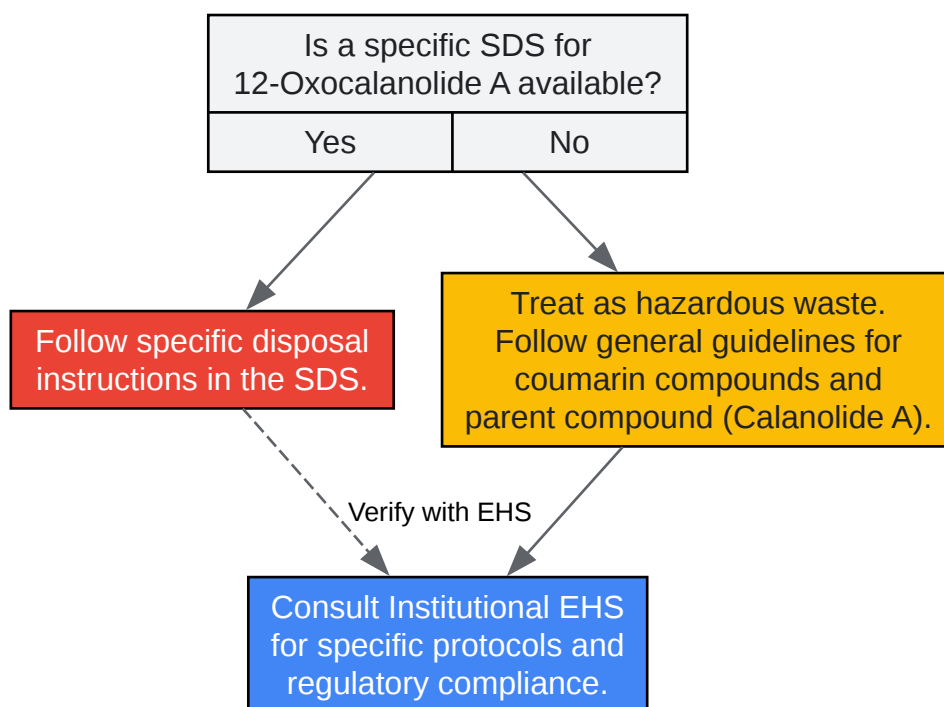 Is a specific SDS for
12-Oxocalanolide A available?
Yes
No
Follow specific disposal
instructions in the SDS.
Treat as hazardous waste.
Follow general guidelines for
coumarin compounds and
parent compound (Calanolide A).
Verify with EHS
Consult Institutional EHS
for specific protocols and
regulatory compliance.